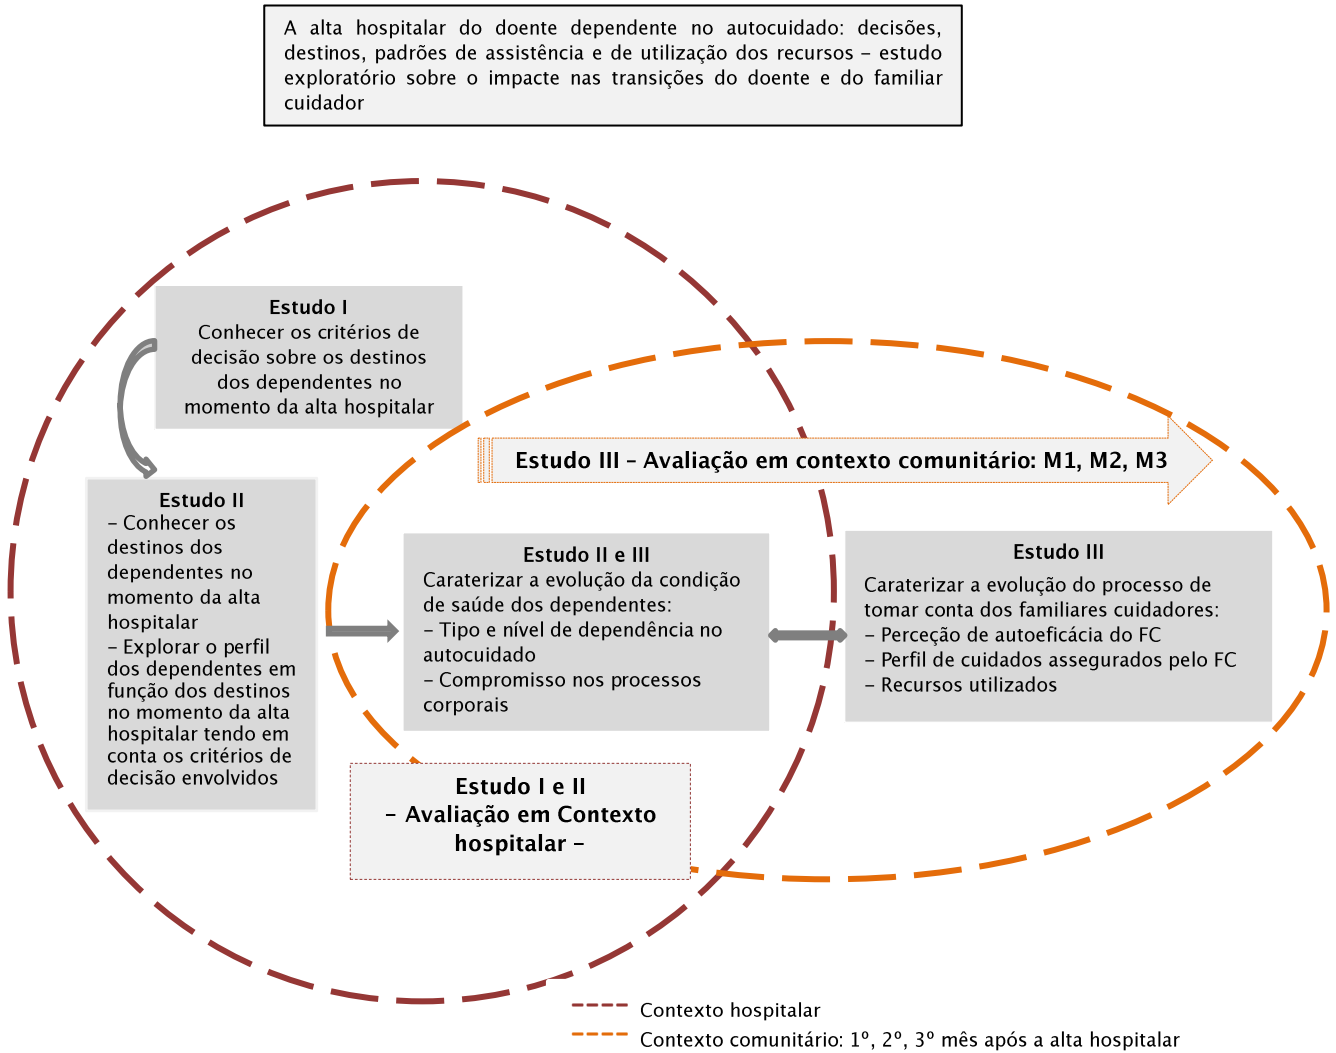 A alta hospitalar do doente dependente no autocuidado: decisões,
destinos, padrões de assistência e de utilização dos recursos – estudo
exploratório sobre o impacte nas transições do doente e do familiar
cuidador
Estudo I
Conhecer os critérios de
decisão sobre os destinos
dos dependentes no
momento da alta hospitalar
Estudo III – Avaliação em contexto comunitário: M1, M2, M3
Estudo II
– Conhecer os
destinos dos
dependentes no
momento da alta
hospitalar
– Explorar o perfil
dos dependentes em
função dos destinos
no momento da alta
hospitalar tendo em
conta os critérios de
decisão envolvidos
Estudo II e III
Caraterizar a evolução da condição
de saúde dos dependentes:
– Tipo e nível de dependência no
autocuidado
– Compromisso nos processos
corporais
Estudo III
Caraterizar a evolução do processo de
tomar conta dos familiares cuidadores:
– Perceção de autoeficácia do FC
– Perfil de cuidados assegurados pelo FC
– Recursos utilizados
Estudo I e II
– Avaliação em Contexto
hospitalar –
Contexto hospitalar
Contexto comunitário: 1º, 2º, 3º mês após a alta hospitalar